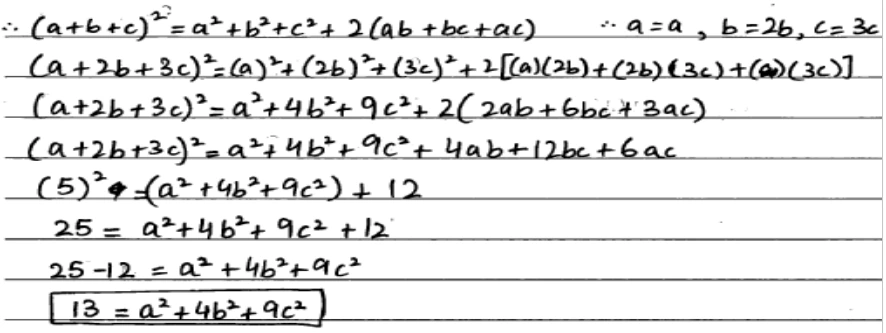 ∴ (a+b+c)² = a²+b²+c²+ 2(ab+bc+ac) ∵ a=a, b=2b, c=3c
(a+2b+3c)²=(a)²+(2b)²+(3c)²+2[(a)(2b)+(2b)(3c)+(a)(3c)]
(a+2b+3c)²= a²+4b²+9c²+2(2ab+6bc+3ac)
(a+2b+3c)²= a²+4b²+9c²+4ab+12bc+6ac
(5)² = (a²+4b²+9c²)+12
25 = a²+4b²+9c²+12
25-12 = a²+4b²+9c²
13 = a²+4b²+9c²